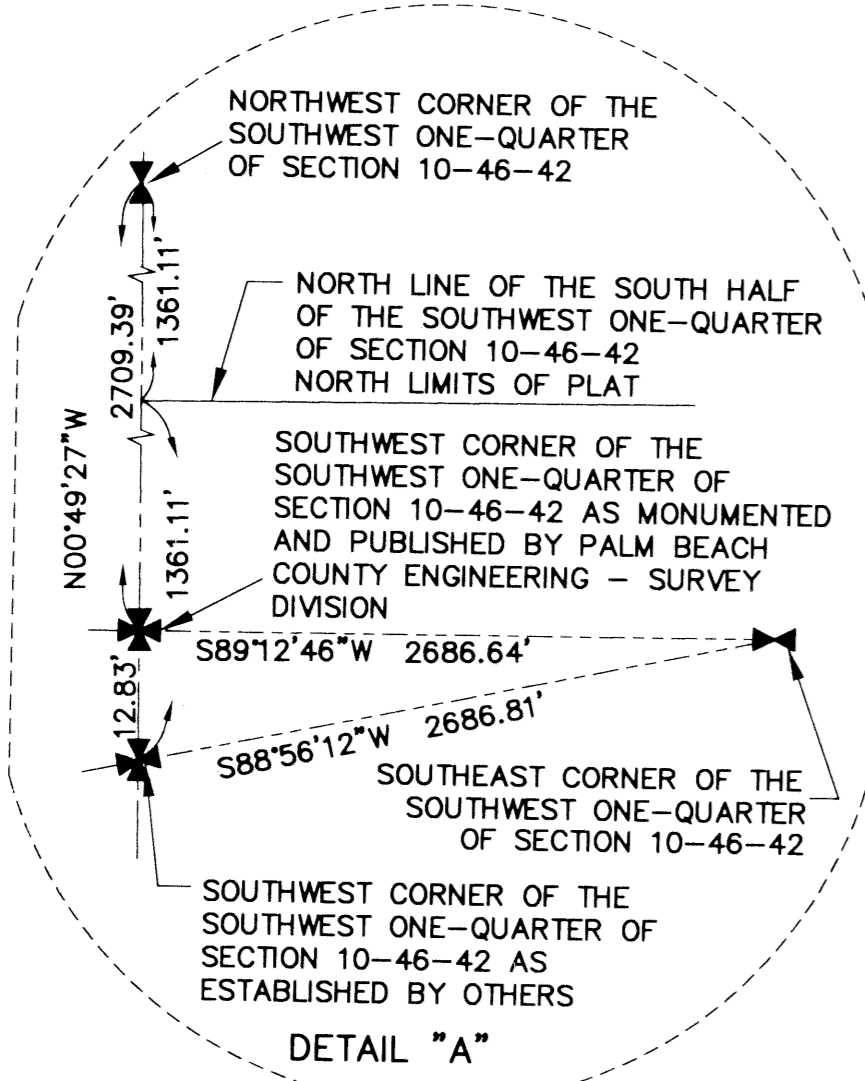 NORTHWEST CORNER OF THE
SOUTHWEST ONE-QUARTER
OF SECTION 10-46-42
1361.11'
2709.39'
NORTH LINE OF THE SOUTH HALF
OF THE SOUTHWEST ONE-QUARTER
OF SECTION 10-46-42
NORTH LIMITS OF PLAT
N00°49'27"W
1361.11'
SOUTHWEST CORNER OF THE
SOUTHWEST ONE-QUARTER OF
SECTION 10-46-42 AS MONUMENTED
AND PUBLISHED BY PALM BEACH
COUNTY ENGINEERING - SURVEY
DIVISION
S89°12'46"W 2686.64'
12.83'
S88°56'12"W 2686.81'
SOUTHEAST CORNER OF THE
SOUTHWEST ONE-QUARTER
OF SECTION 10-46-42
SOUTHWEST CORNER OF THE
SOUTHWEST ONE-QUARTER OF
SECTION 10-46-42 AS
ESTABLISHED BY OTHERS
DETAIL "A"